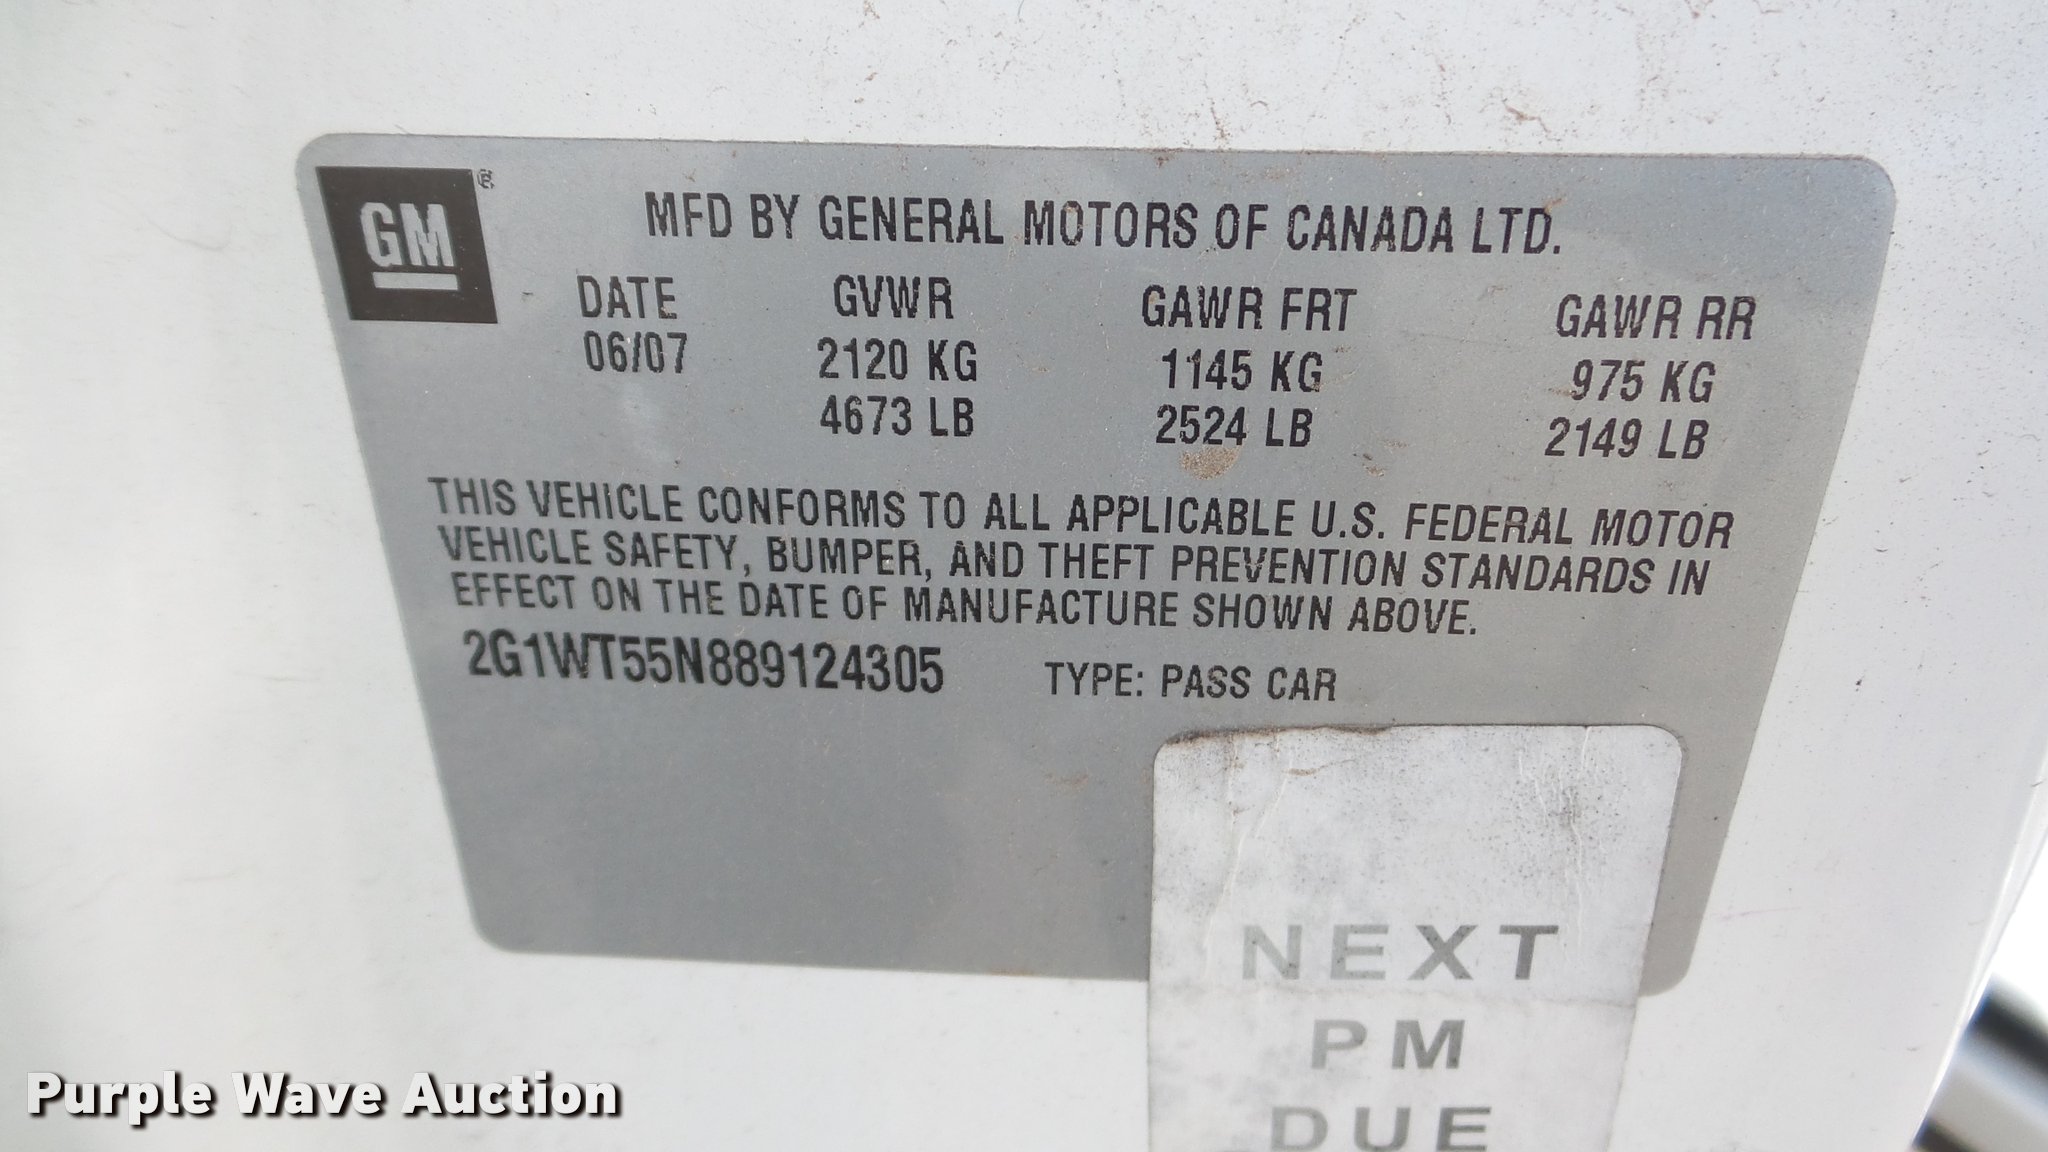 GM®
MFD BY GENERAL MOTORS OF CANADA LTD.
DATE GVWR GAWR FRT GAWR RR
06/07 2120 KG 1145 KG 975 KG
4673 LB 2524 LB 2149 LB
THIS VEHICLE CONFORMS TO ALL APPLICABLE U.S. FEDERAL MOTOR
VEHICLE SAFETY, BUMPER, AND THEFT PREVENTION STANDARDS IN
EFFECT ON THE DATE OF MANUFACTURE SHOWN ABOVE.
2G1WT55N889124305 TYPE: PASS CAR
NEXT
PM
DUE
Purple Wave Auction